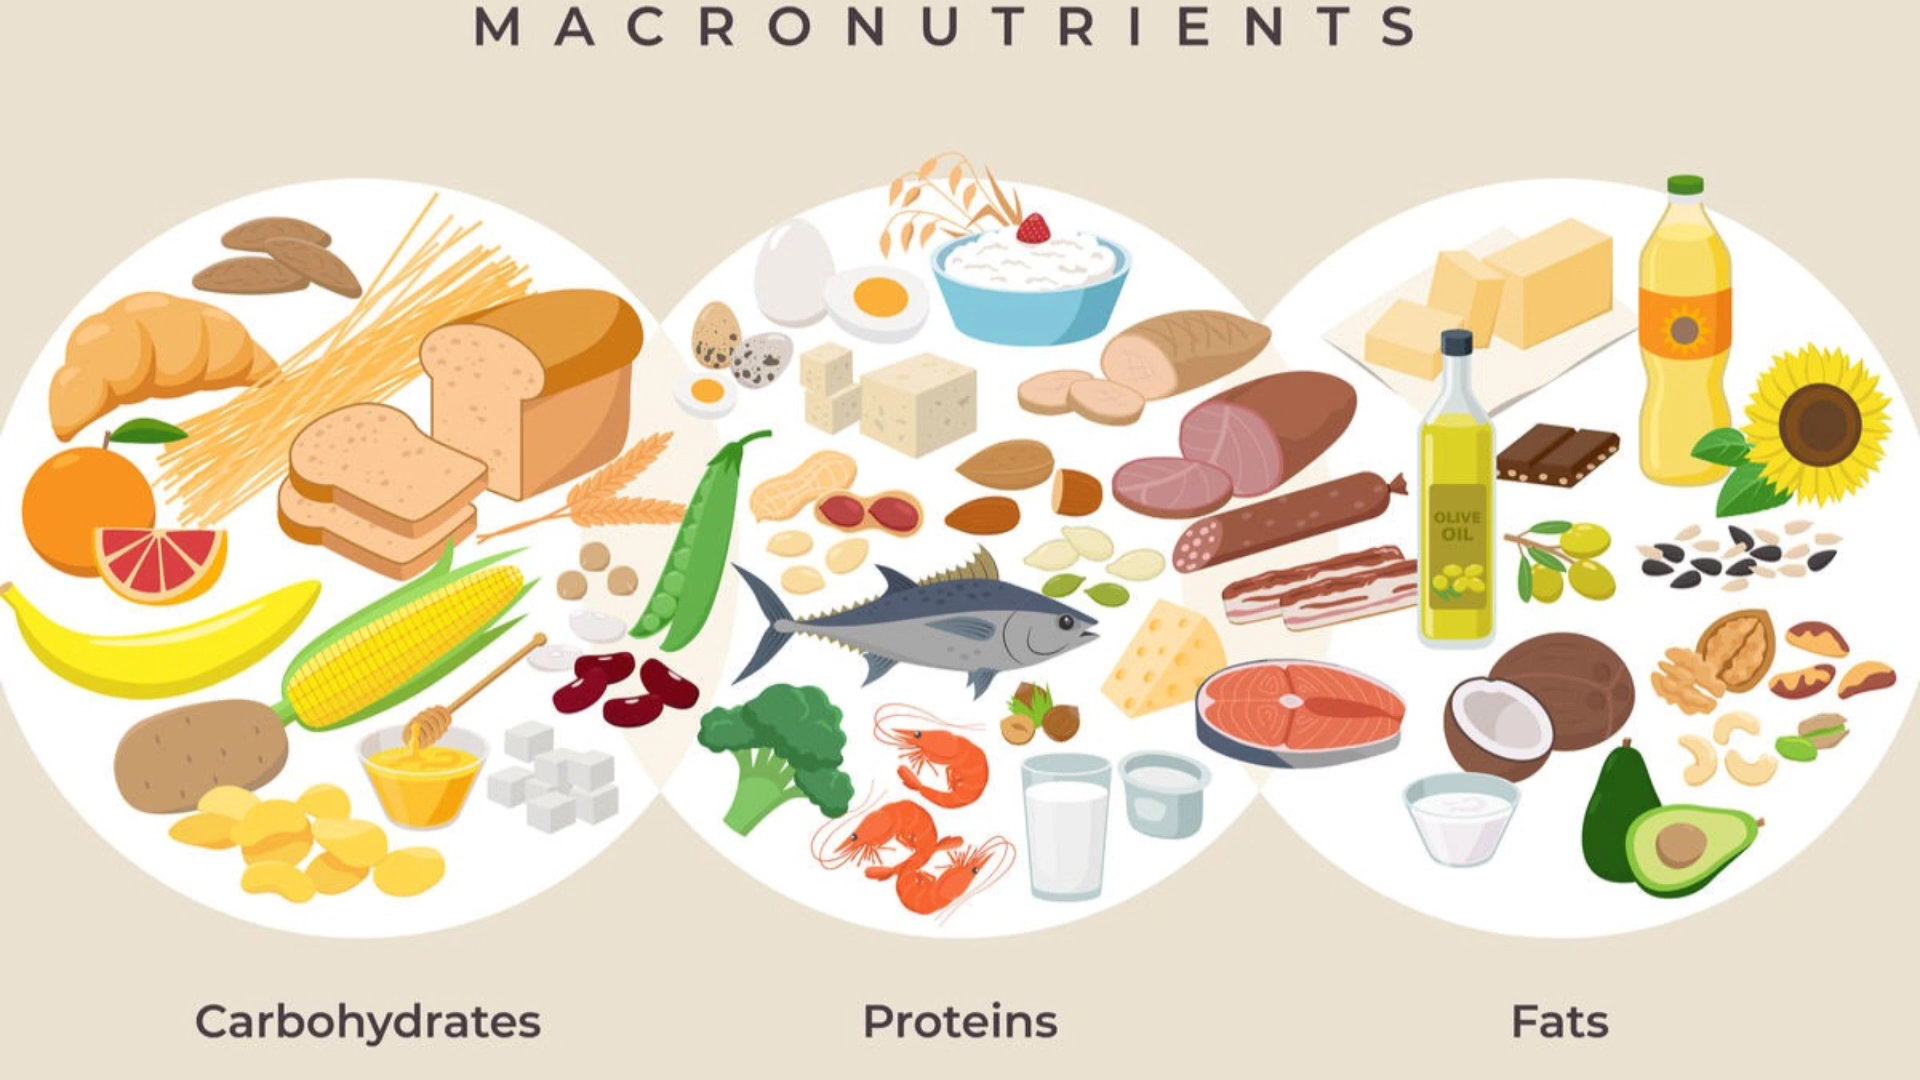 MACRONUTRIENTS
OLIVE
OIL
Carbohydrates
Proteins
Fats